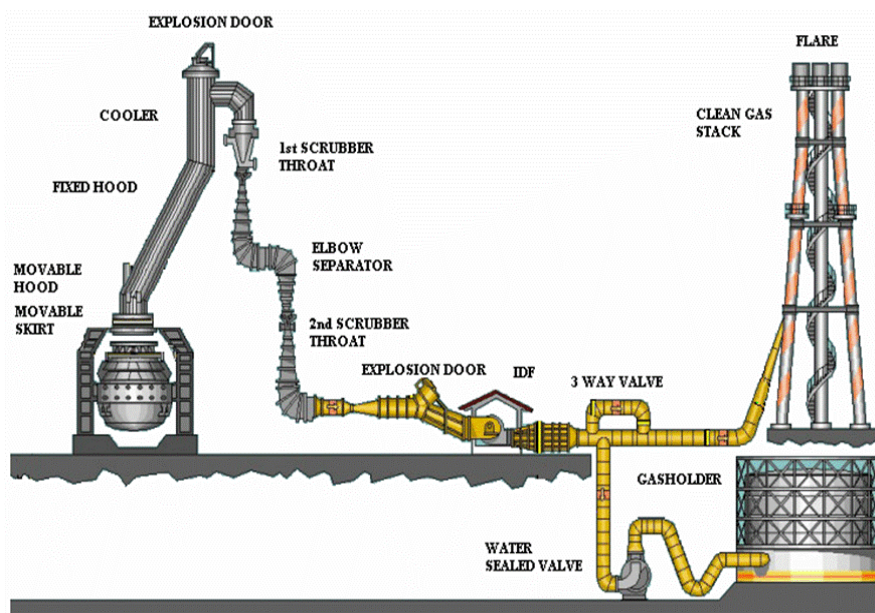 EXPLOSION DOOR
FLARE
COOLER
CLEAN GAS
STACK
1st SCRUBBER
THROAT
FIXED HOOD
ELBOW
SEPARATOR
MOVABLE
HOOD
MOVABLE
SKIRT
2nd SCRUBBER
THROAT
EXPLOSION DOOR
IDF
3 WAY VALVE
GASHOLDER
WATER
SEALED VALVE